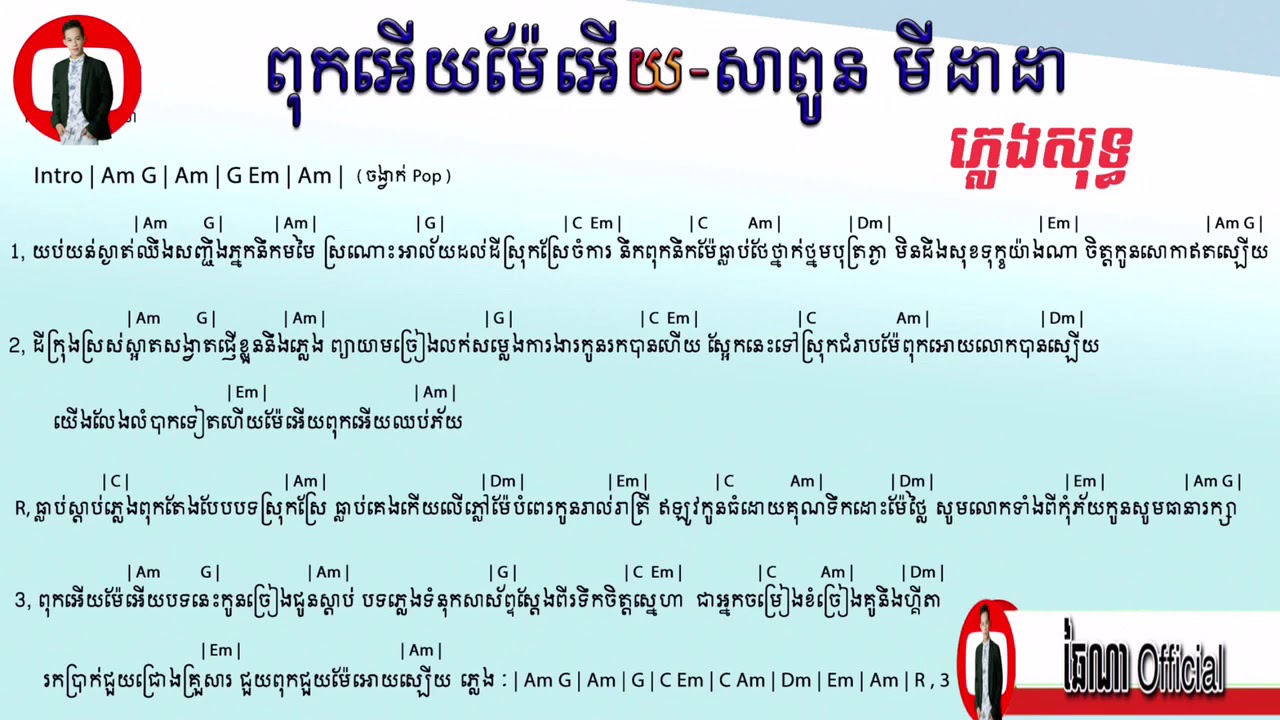 ពុកអើយម៉ែអើយ-សាពូន មីដាដា
ភ្លេងសុទ្ធ
Intro | Am G | Am | G Em | Am | ( ចង្វាក់ Pop )
| Am G | | Am | | G | | C Em | | C Am | | Dm | | Em | | Am G |
1, យប់យន់ស្ងាត់ឈឹងសញ្ជឹងភ្នកនឹកមមៃ ស្រណោះអាល័យដល់ដីស្រុកស្រែចំការ នឹកពុកនឹកម៉ែធ្លាប់ថែថ្នាក់ថ្នមបុត្រភ្ងា មិនដឹងសុខទុក្ខយ៉ាងណា ចិត្តកូនសោកាឥតស្បើយ
| Am G | | Am | | G | | C Em | | C Am | | Dm |
2, ដីក្រុងស្រស់ស្អាតសង្វាតផ្ញើខ្លួននិងភ្លេង ព្យាយាមច្រៀងលក់សម្លេងការងារកូនរកបានហើយ ស្អែកនេះទៅស្រុកជំរាបម៉ែពុកអោយលោកបានស្បើយ
| Em | | Am |
យើងលែងលំបាកទៀតហើយម៉ែអើយពុកអើយឈប់ភ័យ
| C | | Am | | Dm | | Em | | C Am | | Dm | | Em | | Am G |
R, ធ្លាប់ស្តាប់ភ្លេងពុកតែងបែបបទស្រុកស្រែ ធ្លាប់គេងកើយលើភ្លៅម៉ែបំពេរកូនរាល់រាត្រី ឥឡូវកូនធំដោយគុណទឹកដោះម៉ែថ្លៃ សូមលោកទាំងពីកុំភ័យកូនសូមធានារក្សា
| Am G | | Am | | G | | C Em | | C Am | | Dm |
3, ពុកអើយម៉ែអើយបទនេះកូនច្រៀងជូនស្តាប់ បទភ្លេងទំនុកសាស័ព្ទស្តែងពីរទឹកចិត្តស្នេហា ជាអ្នកចម្រៀងខំច្រៀងគូនិងហ្គីតា
| Em | | Am |
រកប្រាក់ជួយជ្រោងគ្រួសារ ជួយពុកជួយម៉ែអោយស្បើយ ភ្លេង : | Am G | Am | G | C Em | C Am | Dm | Em | Am | R , 3
ឆៃណា Official